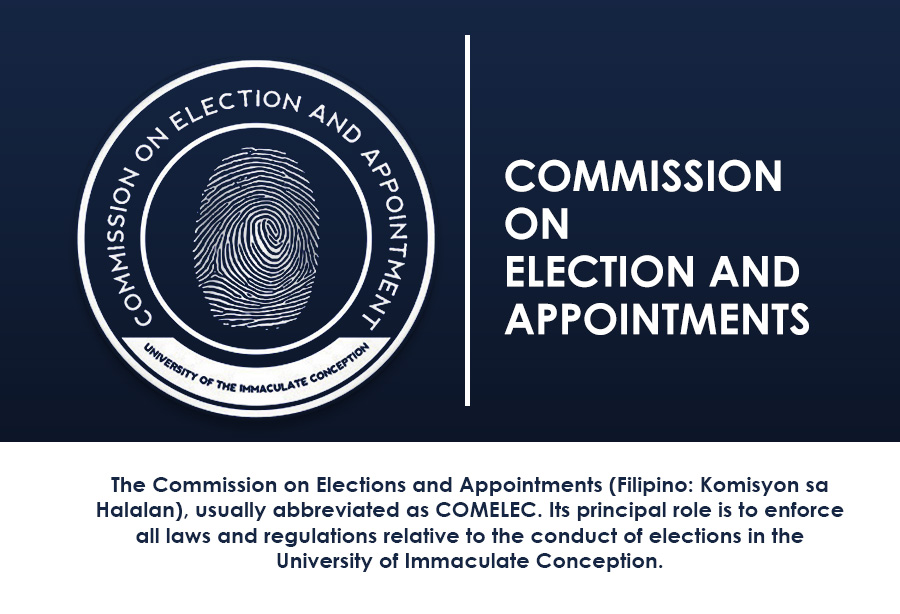 COMMISSION ON ELECTION AND APPOINTMENT
UNIVERSITY OF THE IMMACULATE CONCEPTION
COMMISSION
ON
ELECTION AND
APPOINTMENTS
The Commission on Elections and Appointments (Filipino: Komisyon sa
Halalan), usually abbreviated as COMELEC. Its principal role is to enforce
all laws and regulations relative to the conduct of elections in the
University of Immaculate Conception.